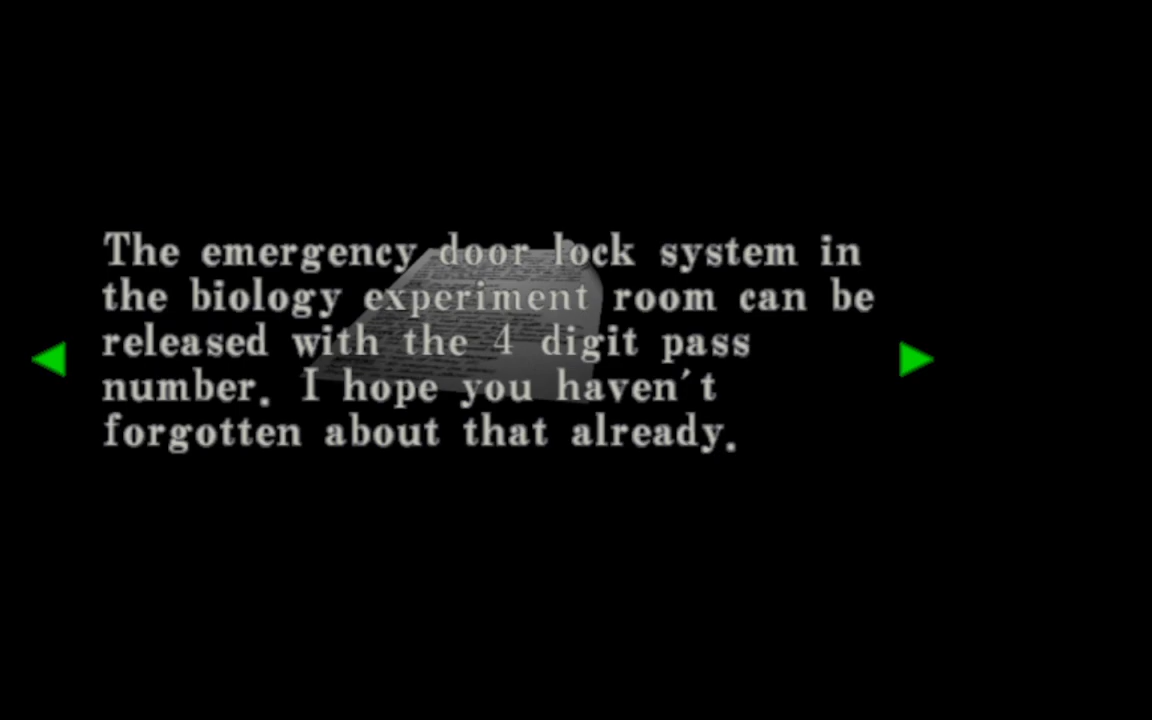 The emergency door lock system in
the biology experiment room can be
released with the 4 digit pass
number. I hope you haven't
forgotten about that already.